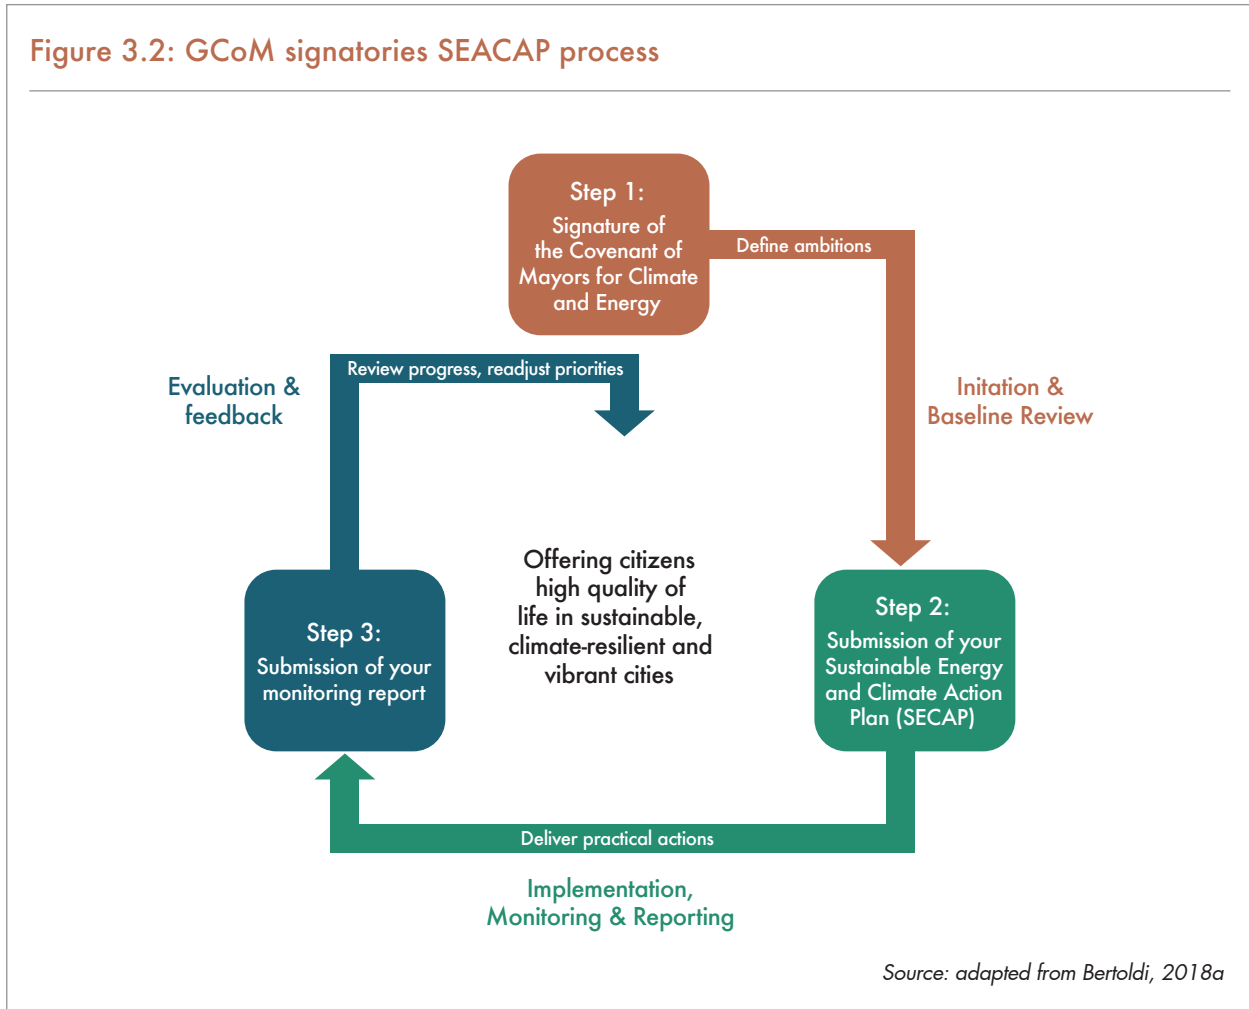 Figure 3.2: GCoM signatories SEACAP process
Step 1:
Signature of
the Covenant of
Mayors for Climate
and Energy
Define ambitions
Initation &
Baseline Review
Step 2:
Submission of your
Sustainable Energy
and Climate Action
Plan (SECAP)
Deliver practical actions
Implementation,
Monitoring & Reporting
Step 3:
Submission of your
monitoring report
Evaluation &
feedback
Review progress, readjust priorities
Offering citizens
high quality of
life in sustainable,
climate-resilient and
vibrant cities
Source: adapted from Bertoldi, 2018a